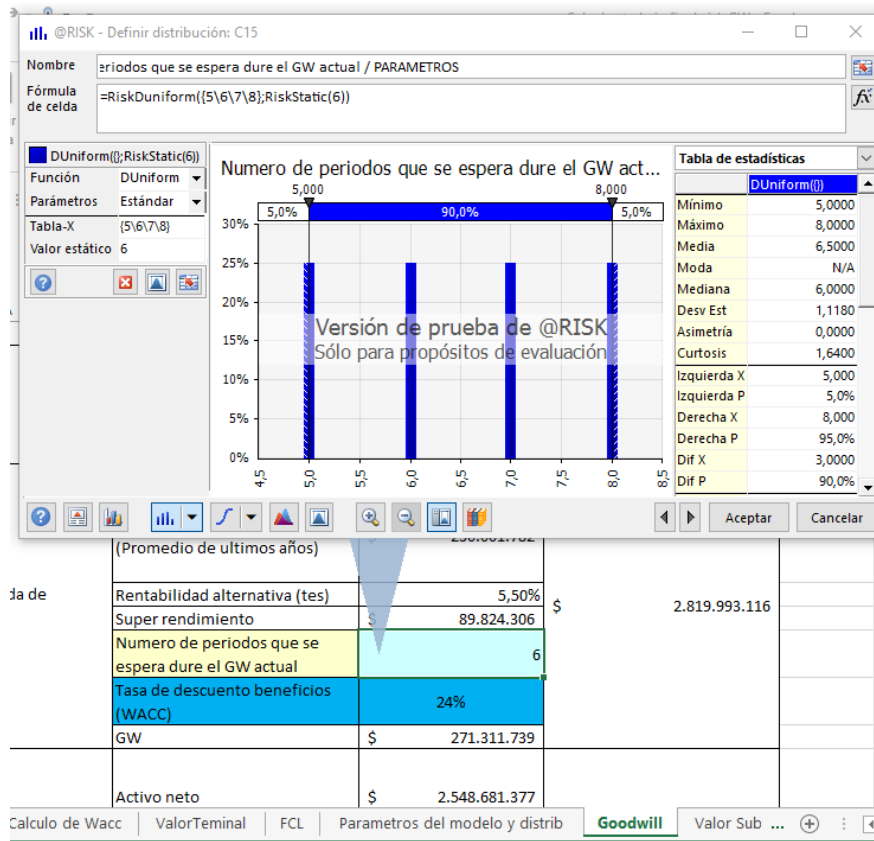 @RISK - Definir distribución: C15
Nombre
eriodos que se espera dure el GW actual / PARAMETROS
Fórmula
de celda
=RiskDuniform({5\6\7\8};RiskStatic(6))
DUniform({};RiskStatic(6))
Función DUniform
Parámetros Estándar
Tabla-X {5\6\7\8}
Valor estático 6
Numero de periodos que se espera dure el GW act...
5,000 8,000
5,0% 90,0% 5,0%
30%
25%
20%
15%
10%
5%
0%
Versión de prueba de @RISK
Sólo para propósitos de evaluación
4,5 5,0 5,5 6,0 6,5 7,0 7,5 8,0 8,5
Tabla de estadísticas
DUniform({})
Mínimo 5,0000
Máximo 8,0000
Media 6,5000
Moda N/A
Mediana 6,0000
Desv Est 1,1180
Asimetría 0,0000
Curtosis 1,6400
Izquierda X 5,000
Izquierda P 5,0%
Derecha X 8,000
Derecha P 95,0%
Dif X 3,0000
Dif P 90,0%
Aceptar Cancelar
(Promedio de ultimos años)
da de
Rentabilidad alternativa (tes) 5,50%
$ 2.819.993.116
Super rendimiento $ 89.824.306
Numero de periodos que se
espera dure el GW actual 6
Tasa de descuento beneficios
(WACC) 24%
GW $ 271.311.739
Activo neto $ 2.548.681.377
Calculo de Wacc ValorTeminal FCL Parametros del modelo y distrib Goodwill Valor Sub ...